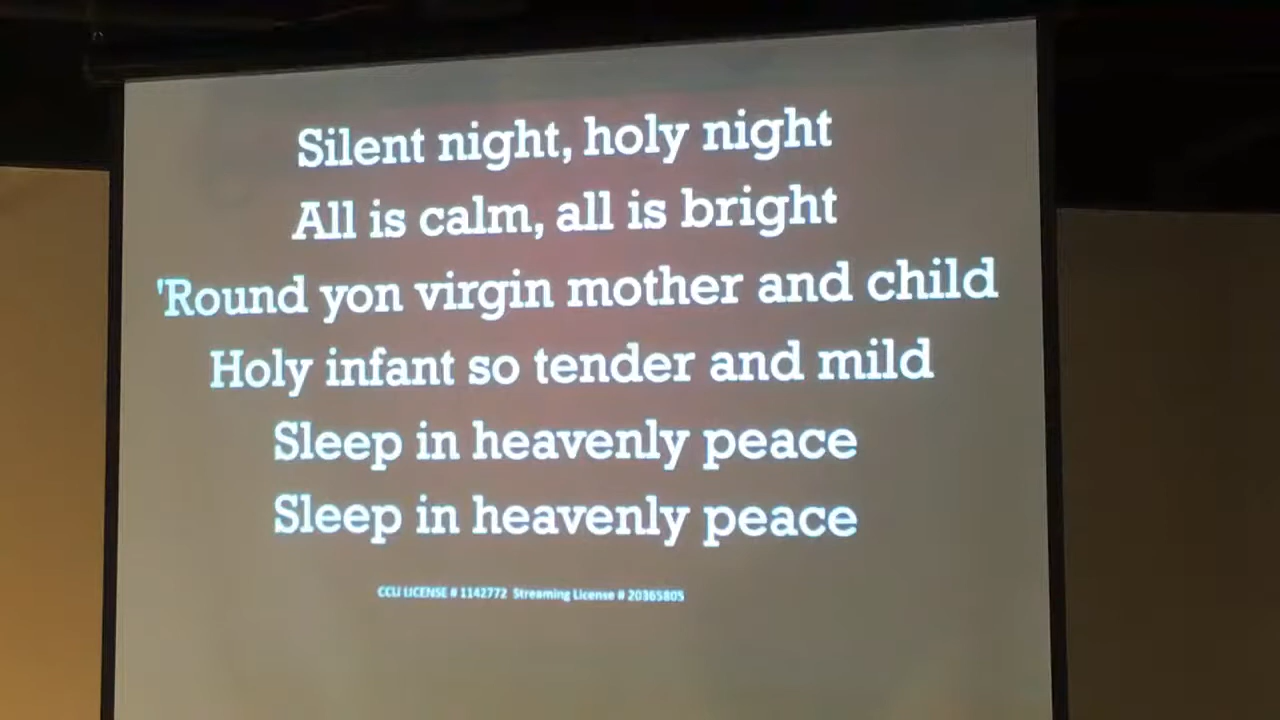 Silent night, holy night
All is calm, all is bright
'Round yon virgin mother and child
Holy infant so tender and mild
Sleep in heavenly peace
Sleep in heavenly peace
CCLI LICENSE # 1142772 Streaming License # 20365805